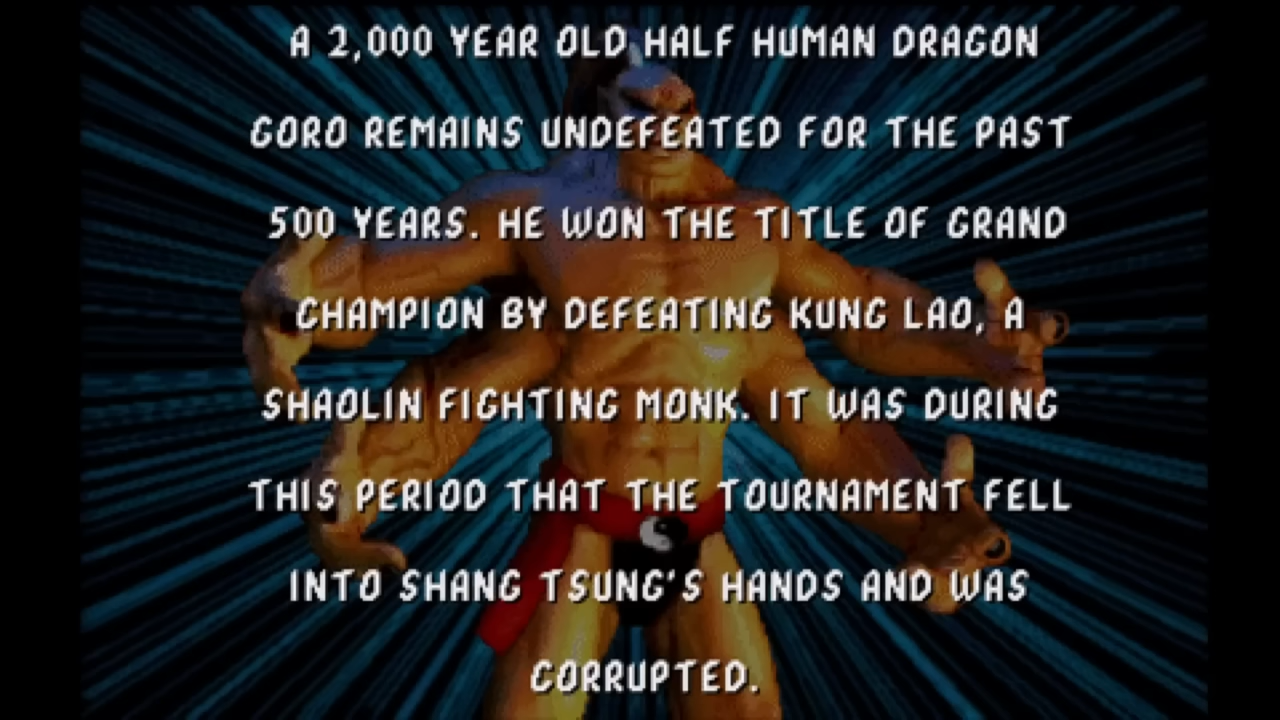 A 2,000 YEAR OLD HALF HUMAN DRAGON
GORO REMAINS UNDEFEATED FOR THE PAST
500 YEARS. HE WON THE TITLE OF GRAND
CHAMPION BY DEFEATING KUNG LAO, A
SHAOLIN FIGHTING MONK. IT WAS DURING
THIS PERIOD THAT THE TOURNAMENT FELL
INTO SHANG TSUNG'S HANDS AND WAS
CORRUPTED.